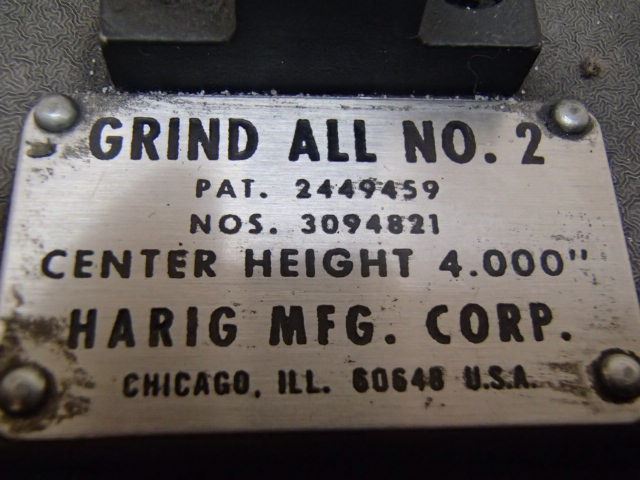 GRIND ALL NO. 2
PAT. 2449459
NOS. 3094821
CENTER HEIGHT 4.000"
HARIG MFG. CORP.
CHICAGO, ILL. 60648 U.S.A.